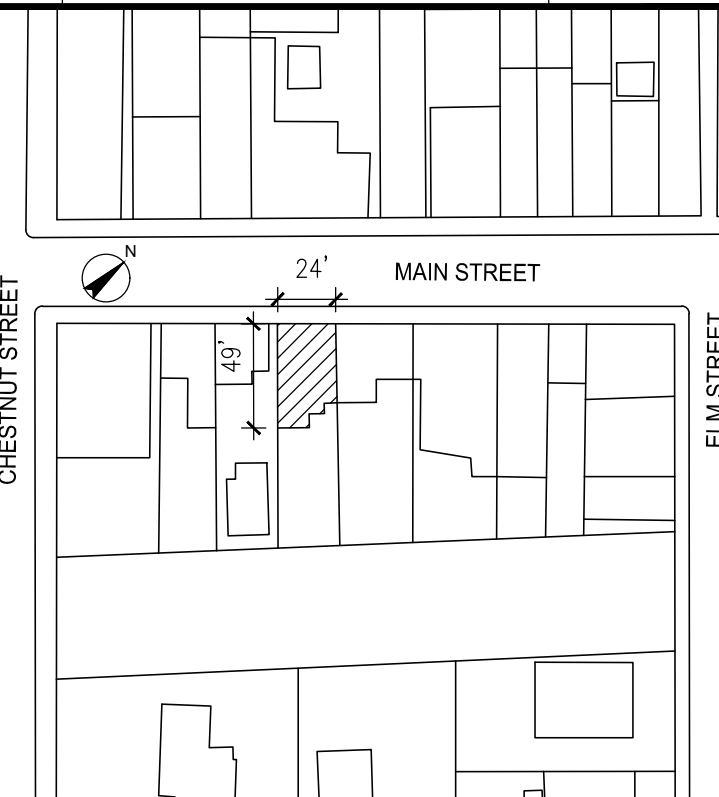 N
24'
MAIN STREET
CHESTNUT STREET
49'
ELM STREET